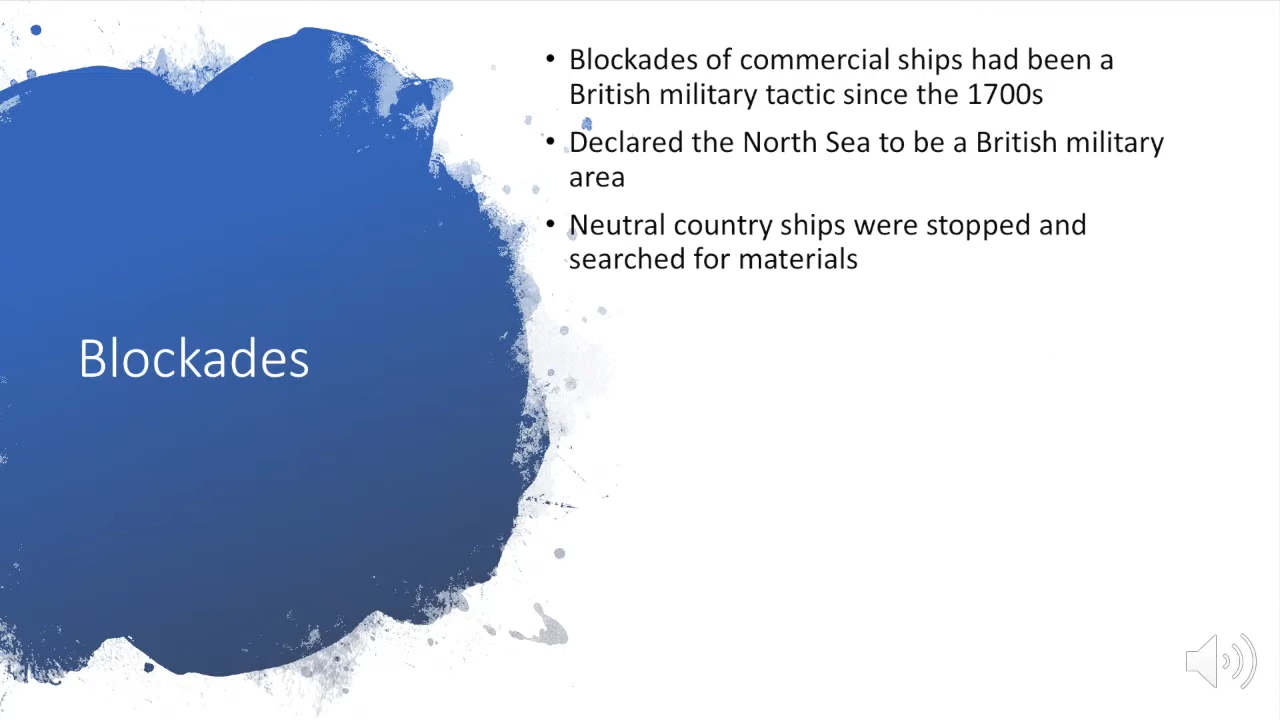 Blockades
• Blockades of commercial ships had been a
British military tactic since the 1700s
• Declared the North Sea to be a British military
area
• Neutral country ships were stopped and
searched for materials